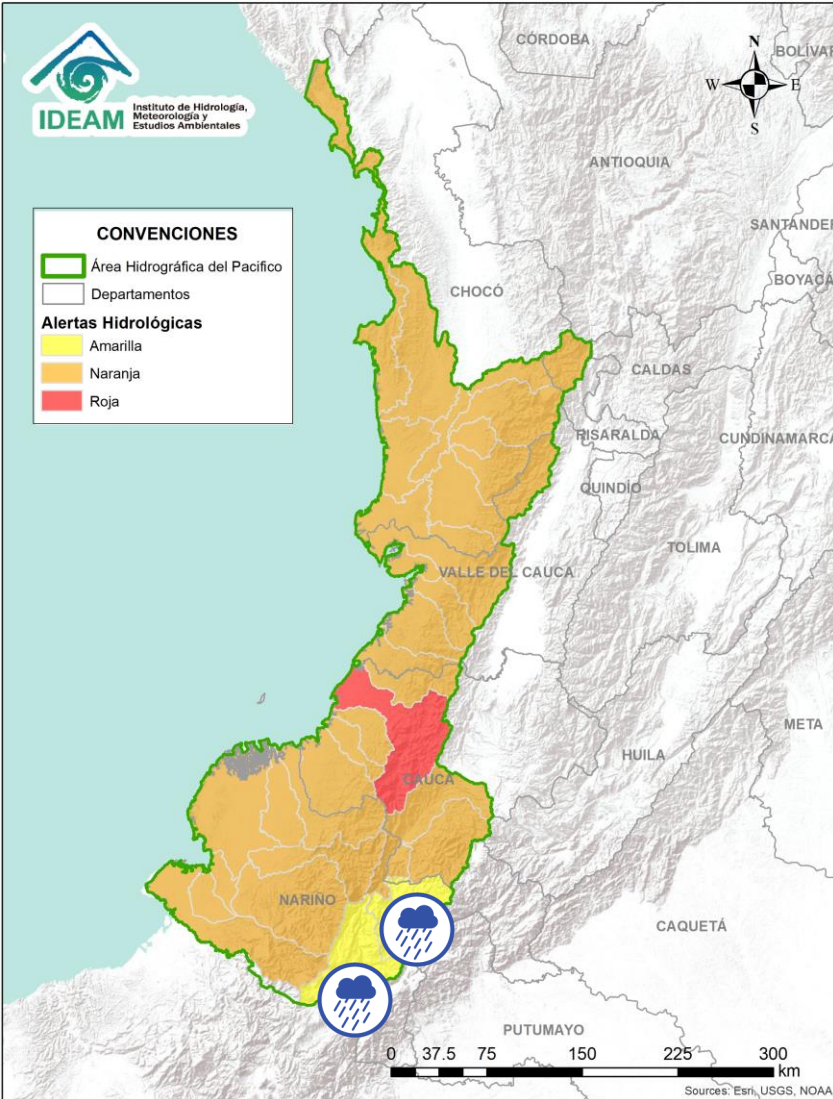 IDEAM
Instituto de Hidrología,
Meteorología y
Estudios Ambientales
N
W
E
S
CONVENCIONES
Área Hidrográfica del Pacifico
Departamentos
Alertas Hidrológicas
Amarilla
Naranja
Roja
CÓRDOBA
BOLÍVAR
ANTIOQUIA
SANTANDER
BOYACÁ
CHOCÓ
CALDAS
RISARALDA
CUNDINAMARCA
QUINDÍO
TOLIMA
VALLE DEL CAUCA
META
HUILA
CAUCA
NARIÑO
CAQUETÁ
PUTUMAYO
0 37.5 75 150 225 300
km
Sources: Esri, USGS, NOAA